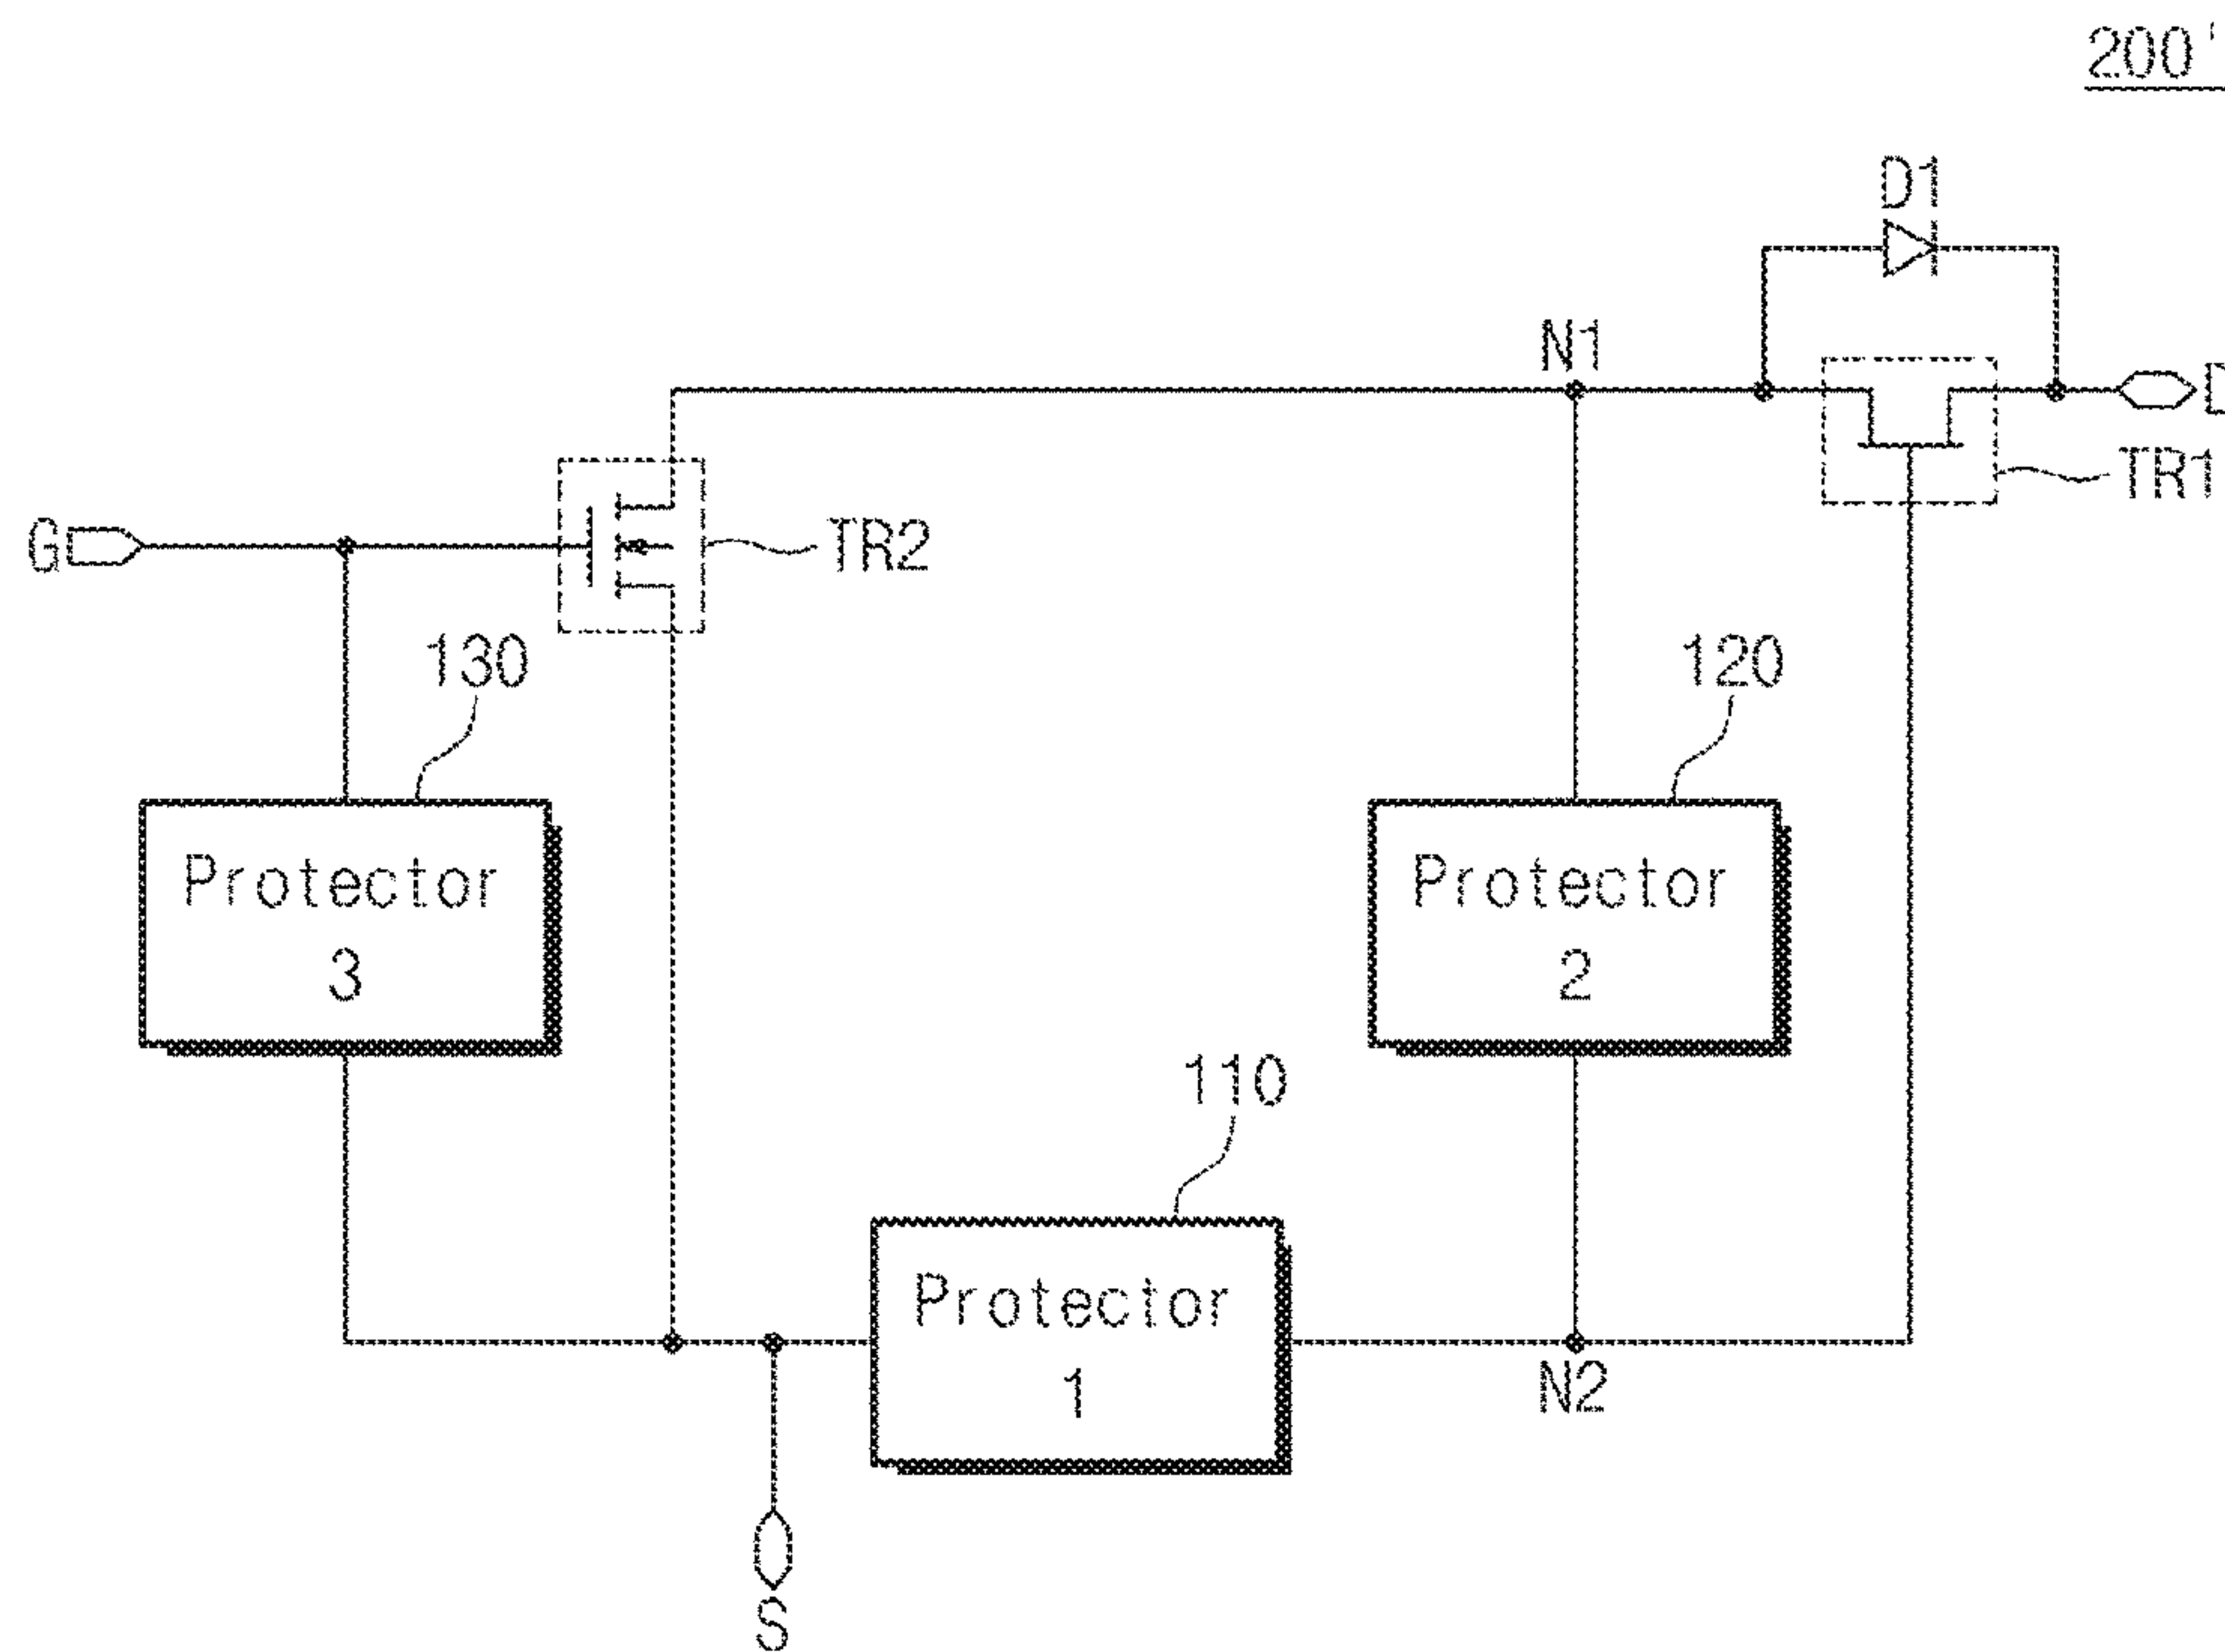 200'
D1
N1
D
TR1
G
TR2
130
120
Protector
3
Protector
2
110
Protector
1
N2
S